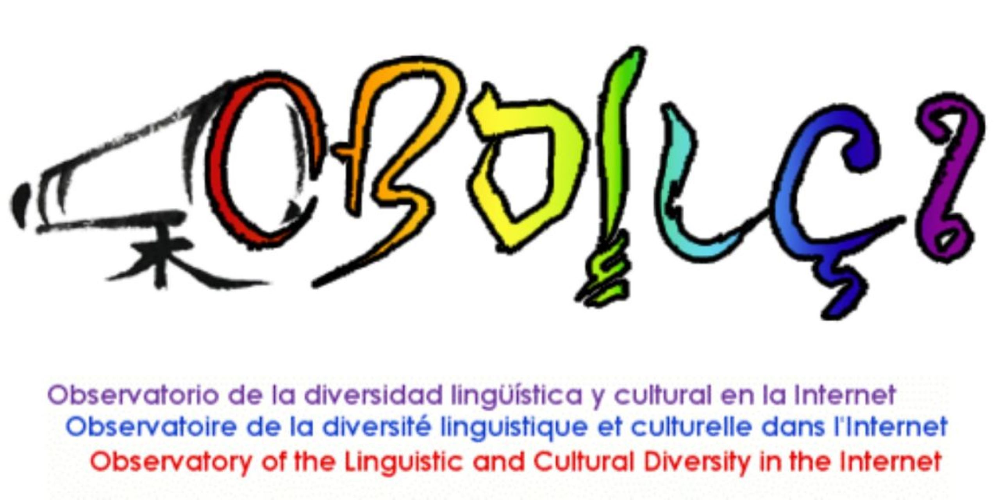 OBDILCI
Observatorio de la diversidad lingüística y cultural en la Internet
Observatoire de la diversité linguistique et culturelle dans l'Internet
Observatory of the Linguistic and Cultural Diversity in the Internet